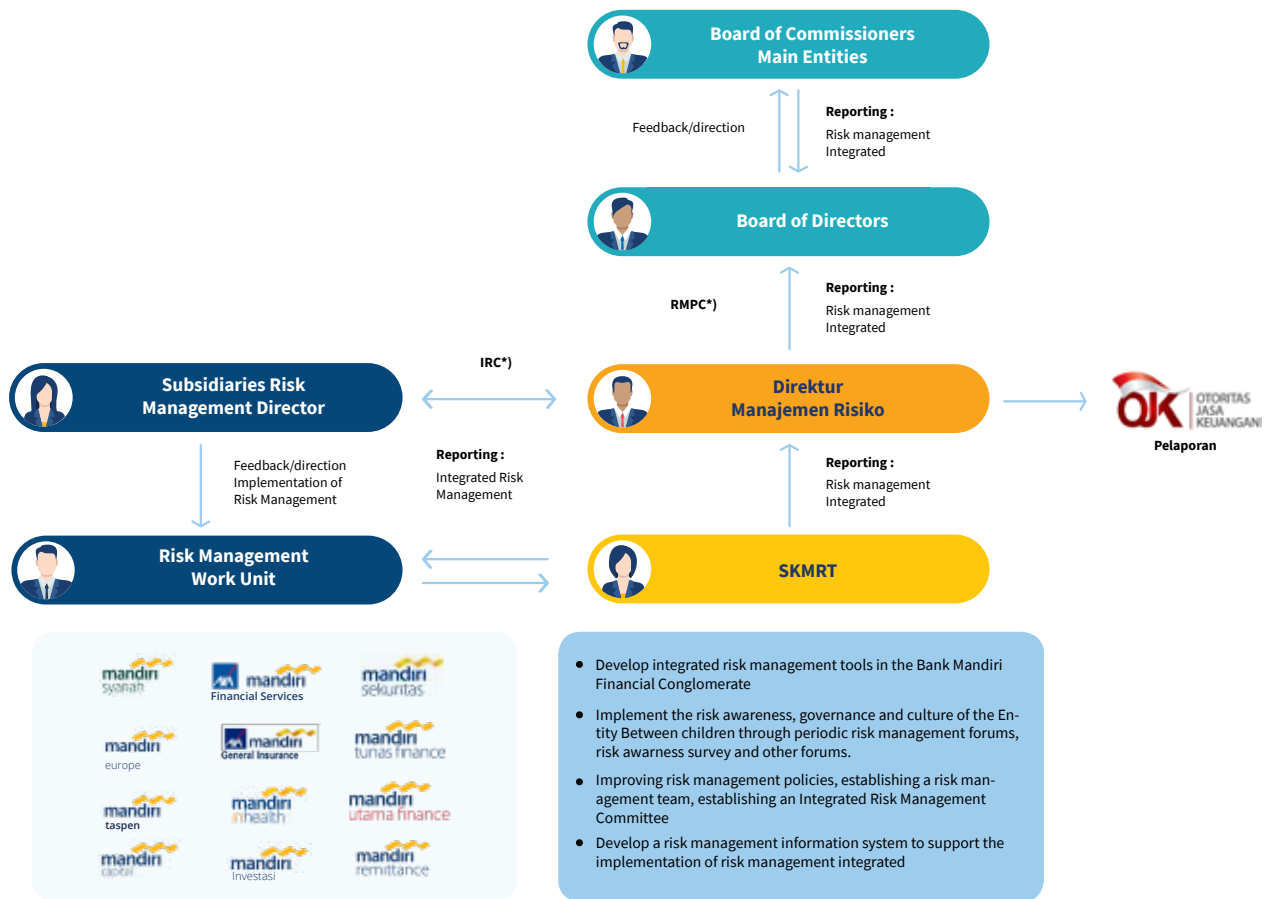 Board of Commissioners
Main Entities
Feedback/direction
Reporting :
Risk management
Integrated
Board of Directors
RMPC*)
Reporting :
Risk management
Integrated
Subsidiaries Risk
Management Director
IRC*)
Direktur
Manajemen Risiko
OJK
OTORITAS
JASA
KEUANGAN
Pelaporan
Feedback/direction
Implementation of
Risk Management
Reporting :
Integrated Risk
Management
Reporting :
Risk management
Integrated
Risk Management
Work Unit
SKMRT
mandiri
syariah
AXA mandiri
Financial Services
mandiri
sekuritas
mandiri
europe
AXA mandiri
General Insurance
mandiri
tunas finance
mandiri
taspen
mandiri
inhealth
mandiri
utama finance
mandiri
capital
mandiri
Investasi
mandiri
remittance
• Develop integrated risk management tools in the Bank Mandiri
Financial Conglomerate
• Implement the risk awareness, governance and culture of the En-
tity Between children through periodic risk management forums,
risk awarness survey and other forums.
• Improving risk management policies, establishing a risk man-
agement team, establishing an Integrated Risk Management
Committee
• Develop a risk management information system to support the
implementation of risk management integrated